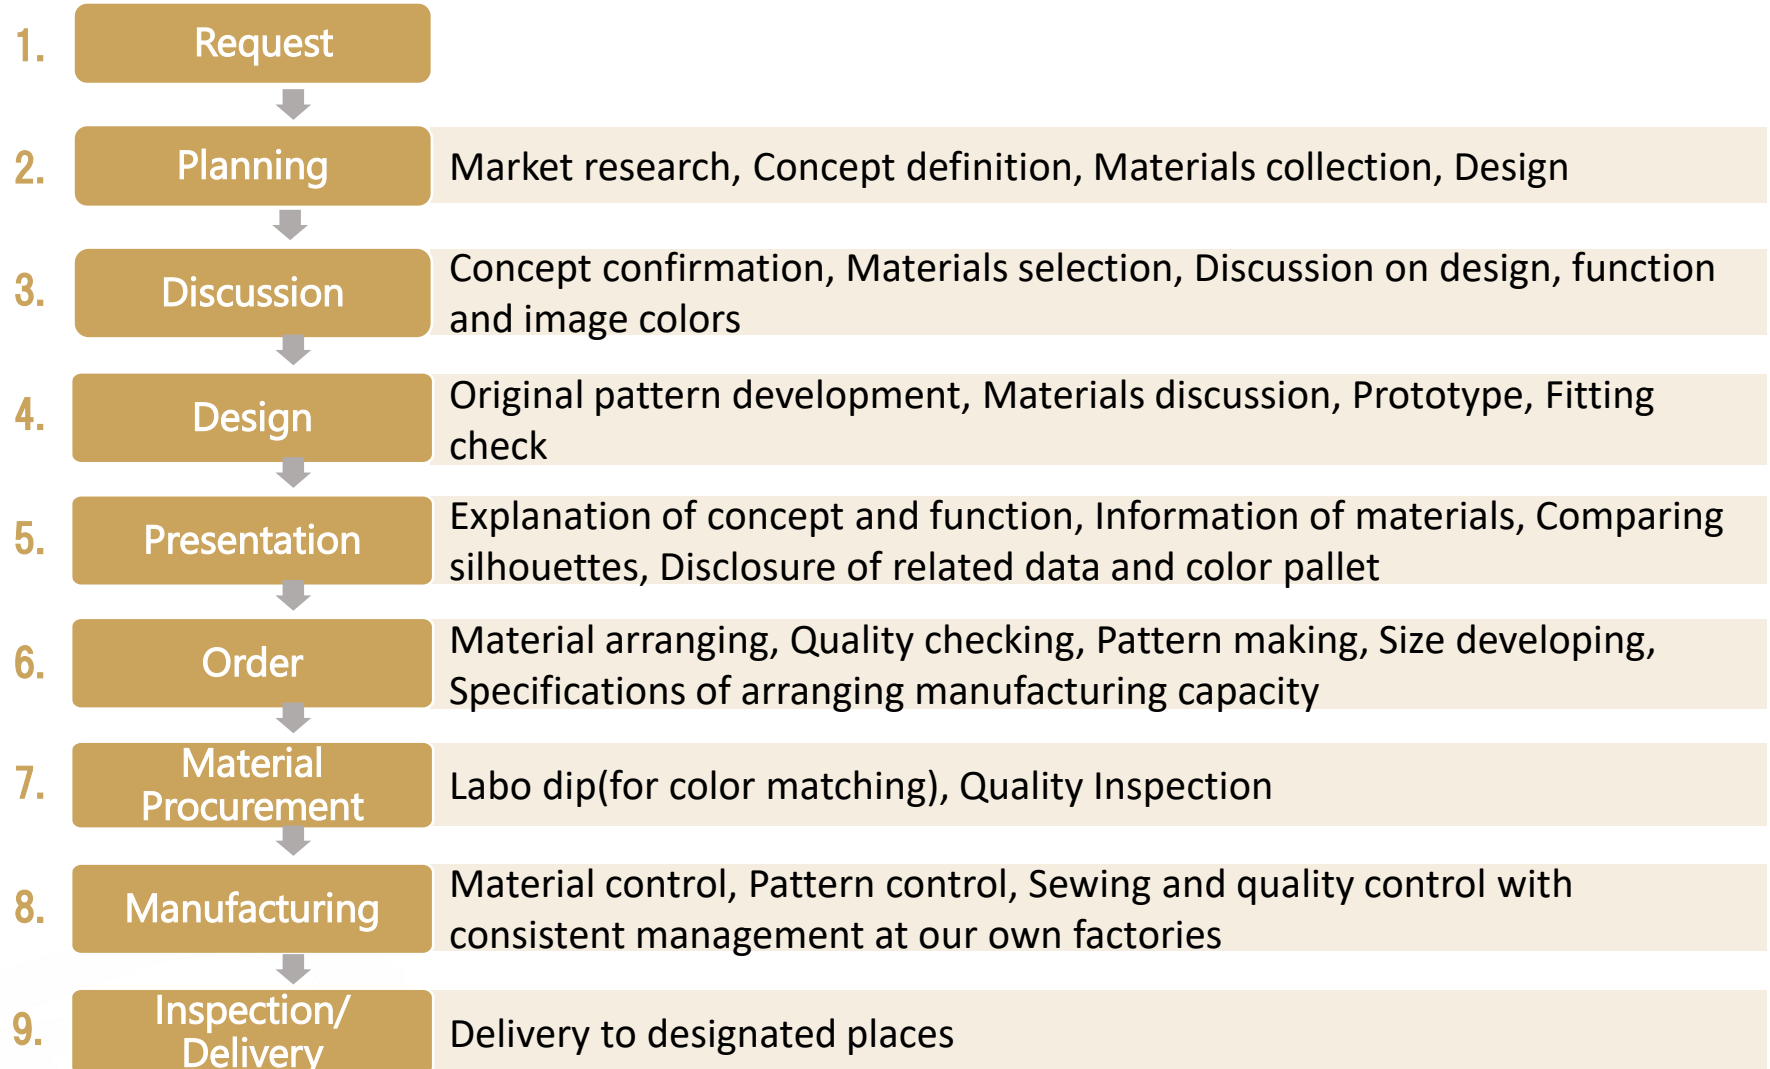 1.
Request
2.
Planning
Market research, Concept definition, Materials collection, Design
3.
Discussion
Concept confirmation, Materials selection, Discussion on design, function
and image colors
4.
Design
Original pattern development, Materials discussion, Prototype, Fitting
check
5.
Presentation
Explanation of concept and function, Information of materials, Comparing
silhouettes, Disclosure of related data and color pallet
6.
Order
Material arranging, Quality checking, Pattern making, Size developing,
Specifications of arranging manufacturing capacity
7.
Material
Procurement
Labo dip(for color matching), Quality Inspection
8.
Manufacturing
Material control, Pattern control, Sewing and quality control with
consistent management at our own factories
9.
Inspection/
Delivery
Delivery to designated places